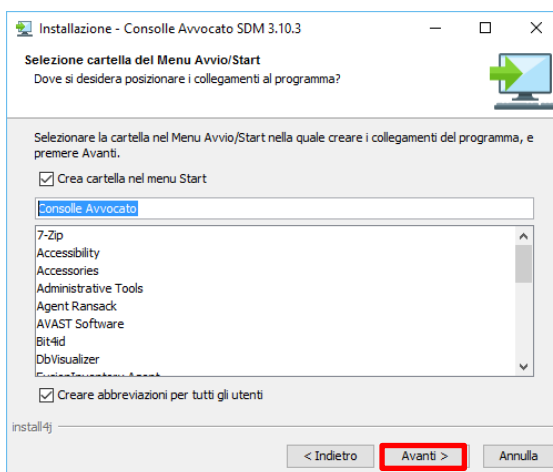 Installazione - Consolle Avvocato SDM 3.10.3
Selezione cartella del Menu Avvio/Start
Dove si desidera posizionare i collegamenti al programma?
Selezionare la cartella nel Menu Avvio/Start nella quale creare i collegamenti del programma, e
premere Avanti.
Crea cartella nel menu Start
Consolle Avvocato
7-Zip
Accessibility
Accessories
Administrative Tools
Agent Ransack
AVAST Software
Bit4id
DbVisualizer
FusionInventory-Agent
Creare abbreviazioni per tutti gli utenti
install4j
< Indietro
Avanti >
Annulla